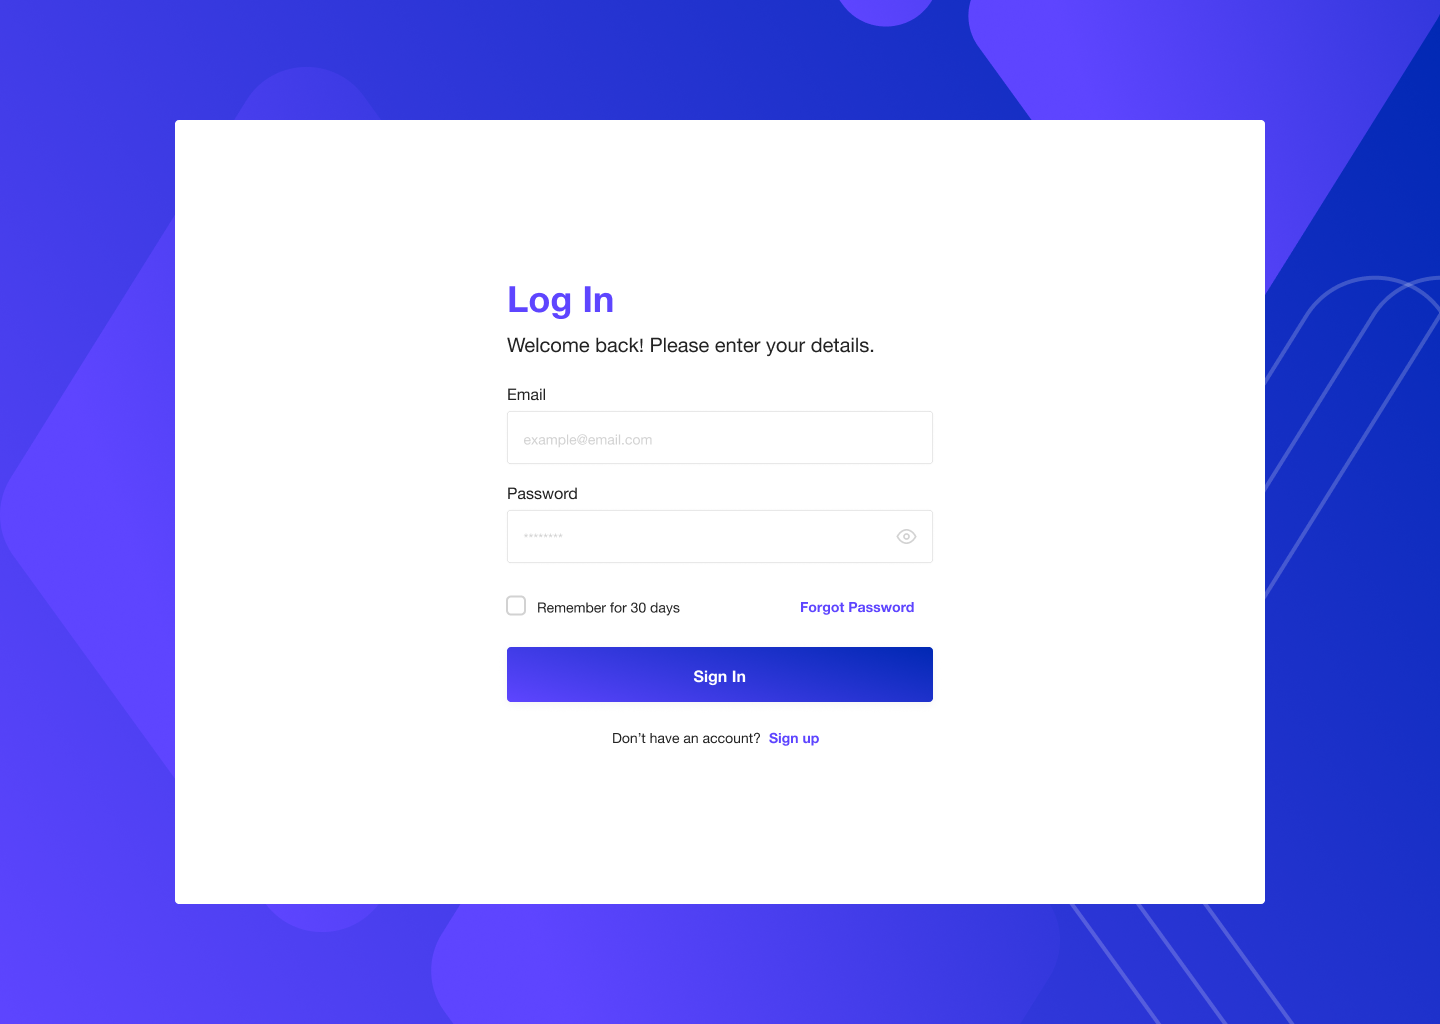 Log In
Welcome back! Please enter your details.
Email
example@email.com
Password
********
Remember for 30 days
Forgot Password
Sign In
Don’t have an account? Sign up